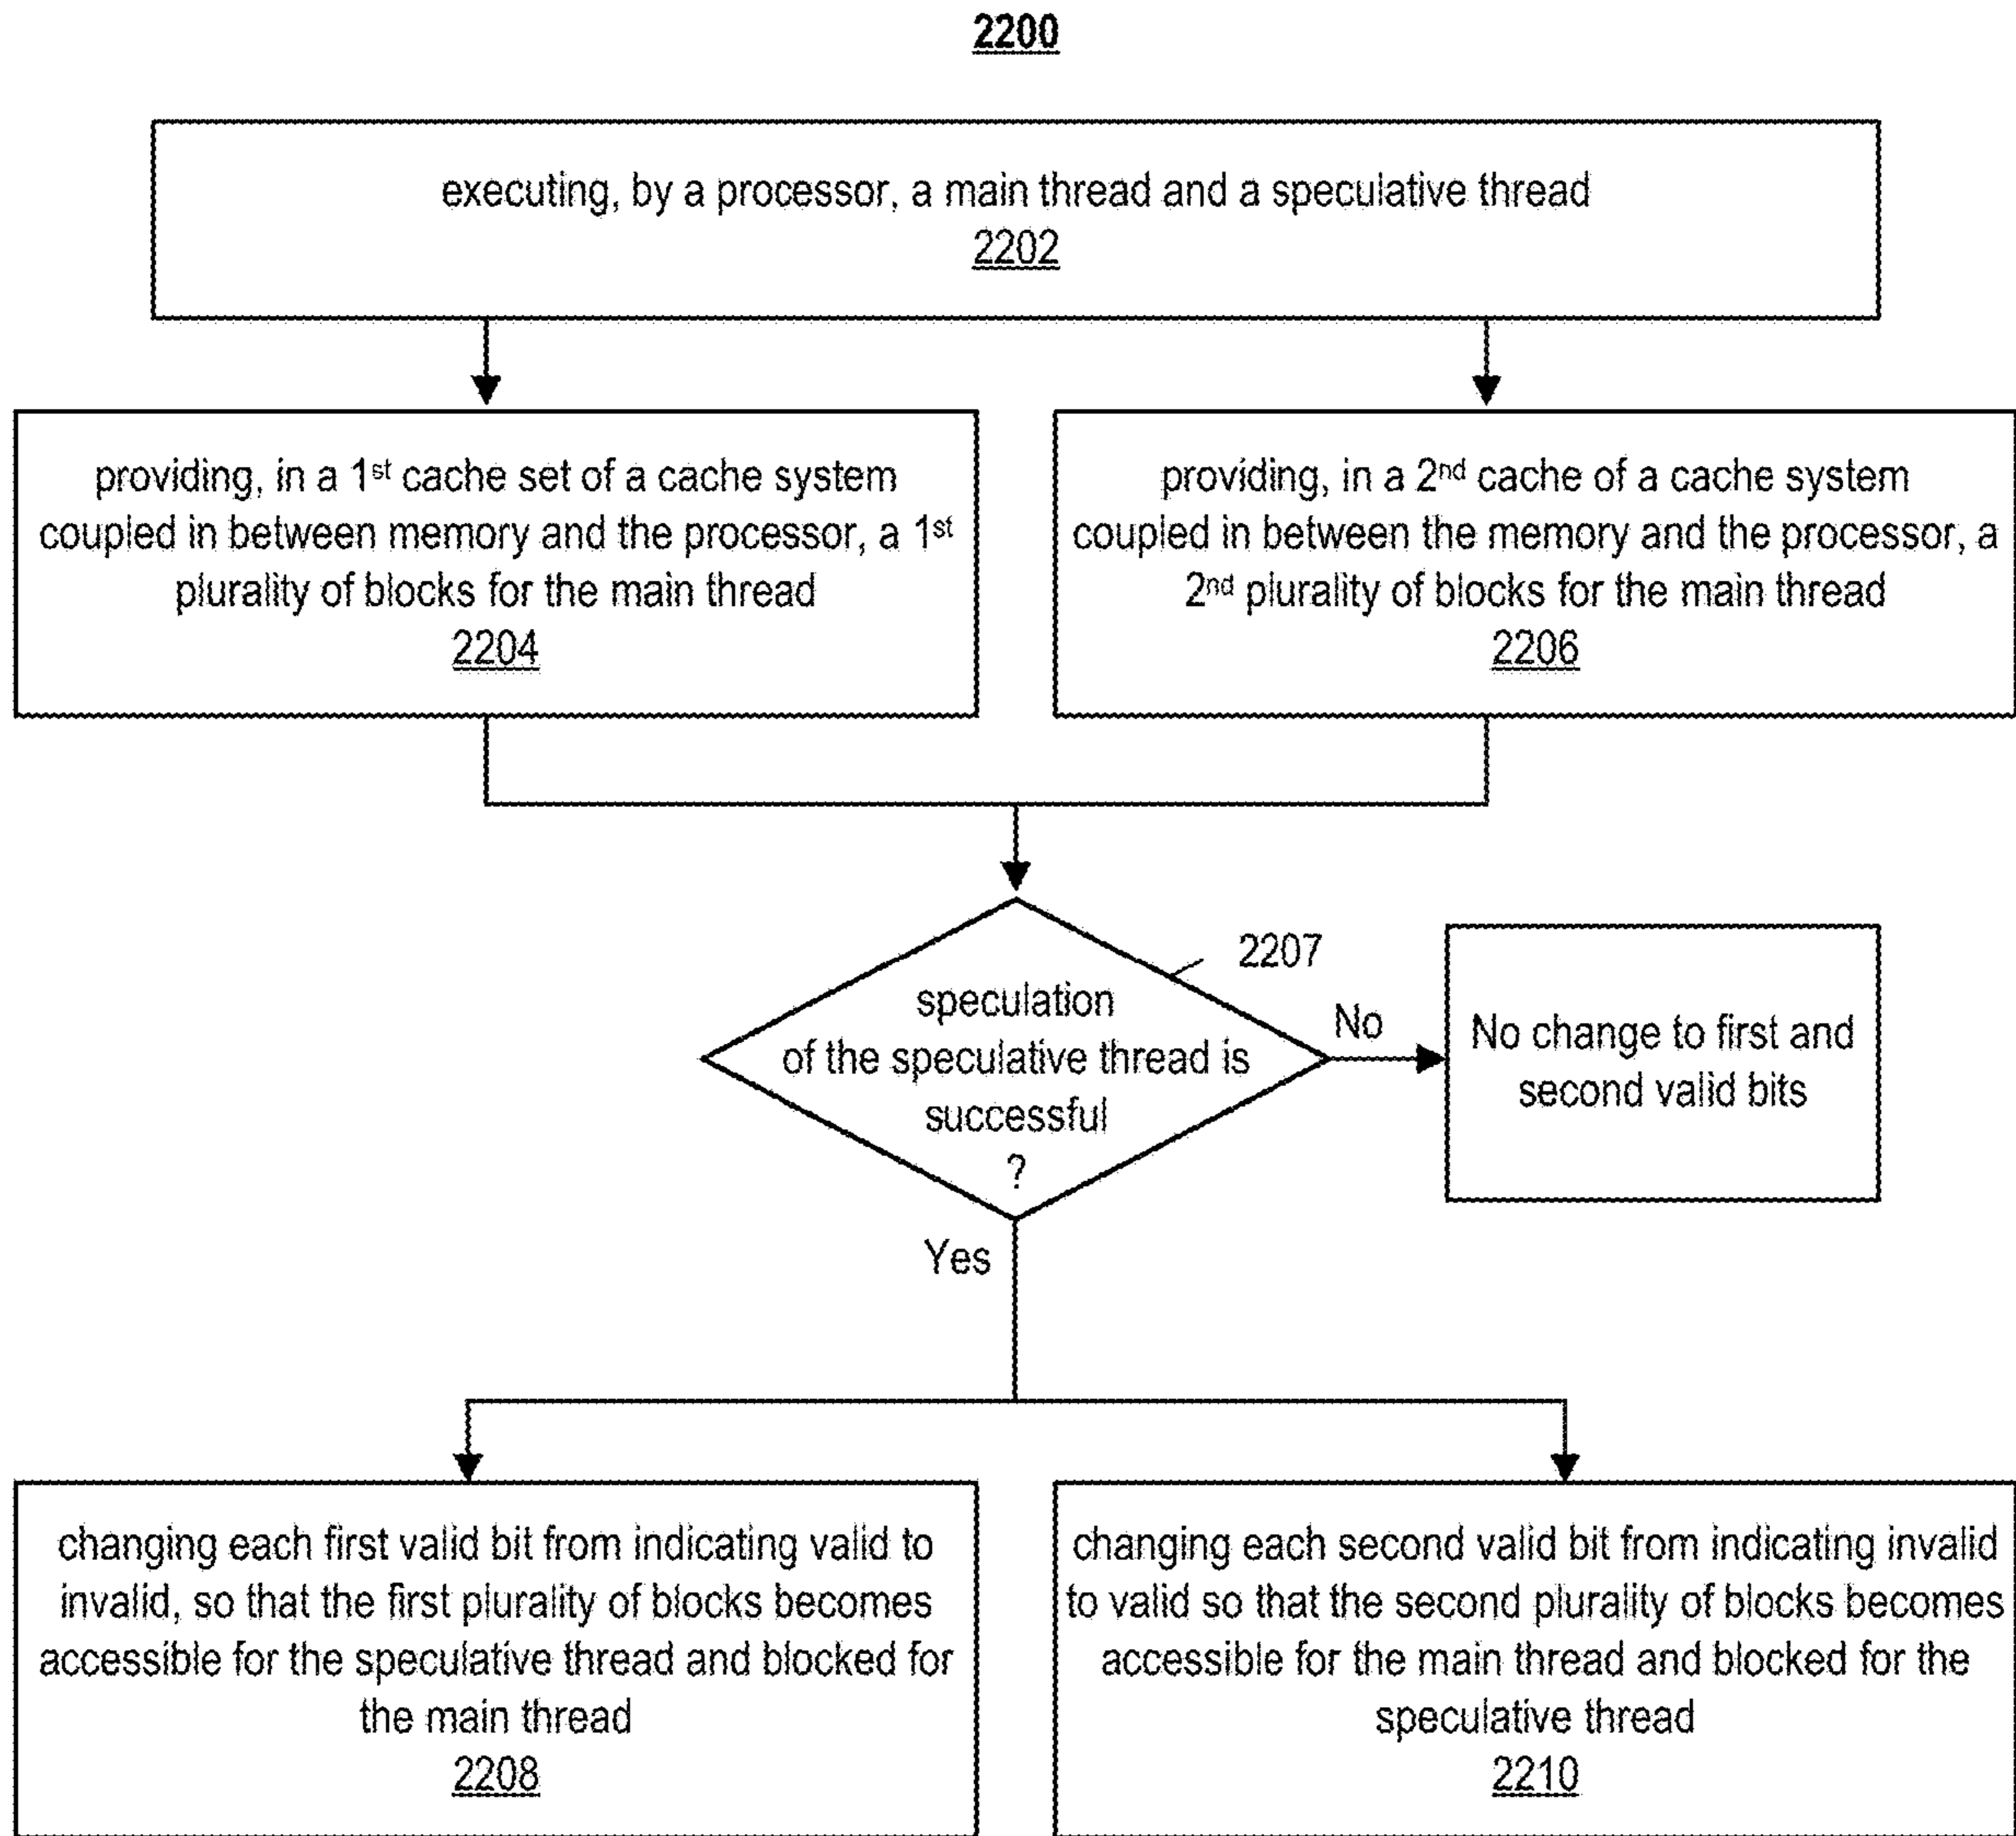 2200
executing, by a processor, a main thread and a speculative thread
2202
providing, in a 1st cache set of a cache system
coupled in between memory and the processor, a 1st
plurality of blocks for the main thread
2204
providing, in a 2nd cache of a cache system
coupled in between the memory and the processor, a
2nd plurality of blocks for the main thread
2206
2207
speculation
of the speculative thread is
successful
?
No
No change to first and
second valid bits
Yes
changing each first valid bit from indicating valid to
invalid, so that the first plurality of blocks becomes
accessible for the speculative thread and blocked for
the main thread
2208
changing each second valid bit from indicating invalid
to valid so that the second plurality of blocks becomes
accessible for the main thread and blocked for the
speculative thread
2210